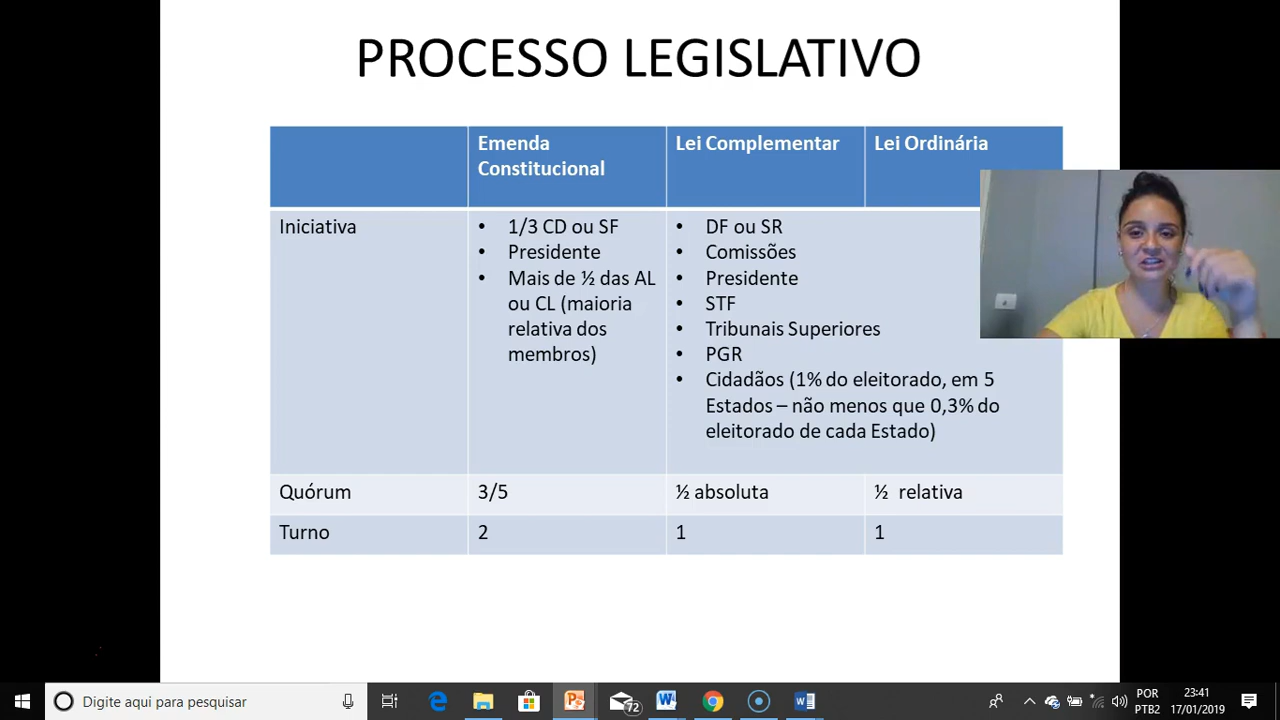 PROCESSO LEGISLATIVO
Emenda
Constitucional
Lei Complementar
Lei Ordinária
Iniciativa
• 1/3 CD ou SF
• Presidente
• Mais de ½ das AL
ou CL (maioria
relativa dos
membros)
• DF ou SR
• Comissões
• Presidente
• STF
• Tribunais Superiores
• PGR
• Cidadãos (1% do eleitorado, em 5
Estados – não menos que 0,3% do
eleitorado de cada Estado)
Quórum
3/5
½ absoluta
½ relativa
Turno
2
1
1
Digite aqui para pesquisar
72
POR
PTB2
23:41
17/01/2019